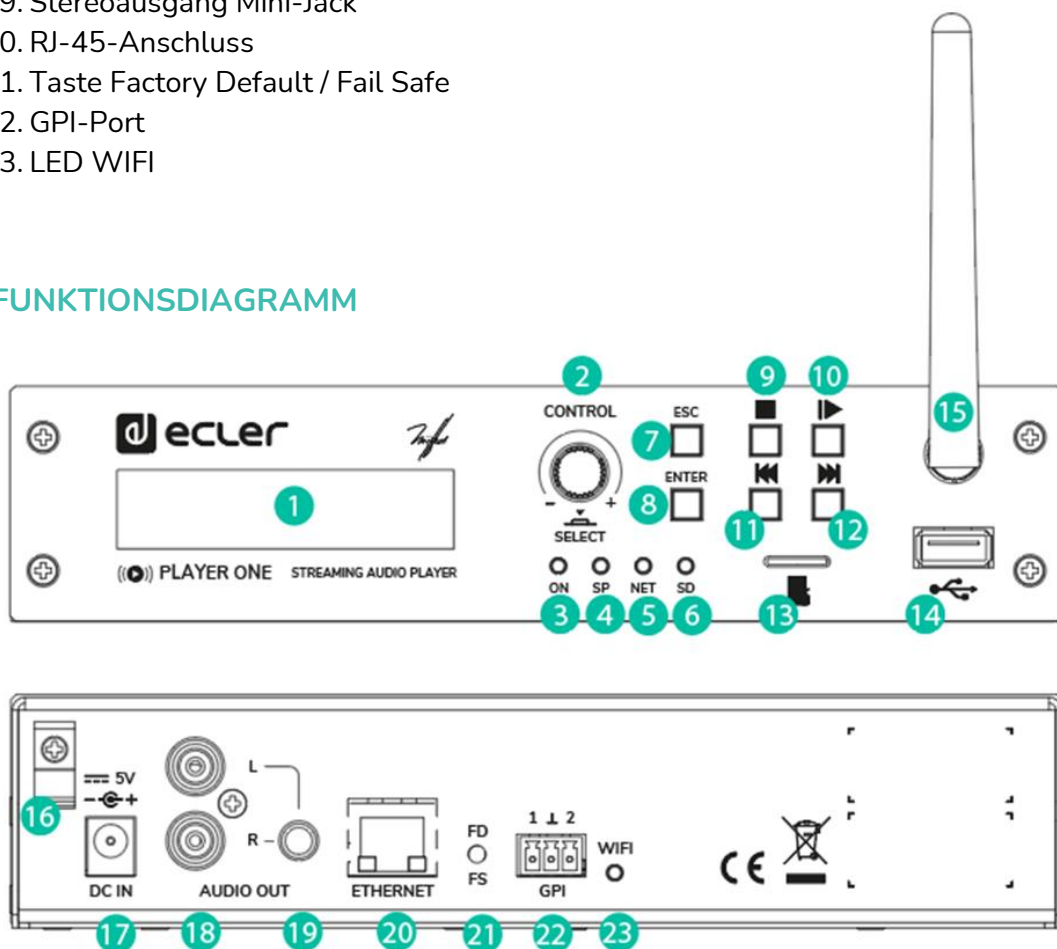 9. Stereoausgang Mini-Jack
0. RJ-45-Anschluss
1. Taste Factory Default / Fail Safe
2. GPI-Port
3. LED WIFI
FUNKTIONSDIAGRAMM
2
9
10
CONTROL
ESC
15
ecler
7
ENTER
1
8
- +
11
12
SELECT
PLAYER ONE STREAMING AUDIO PLAYER
ON SP NET SD
3 4 5 6
13
14
16
5V
- +
L
R
1 2
FD
FS
WIFI
DC IN
AUDIO OUT
ETHERNET
GPI
CE
17 18 19 20 21 22 23